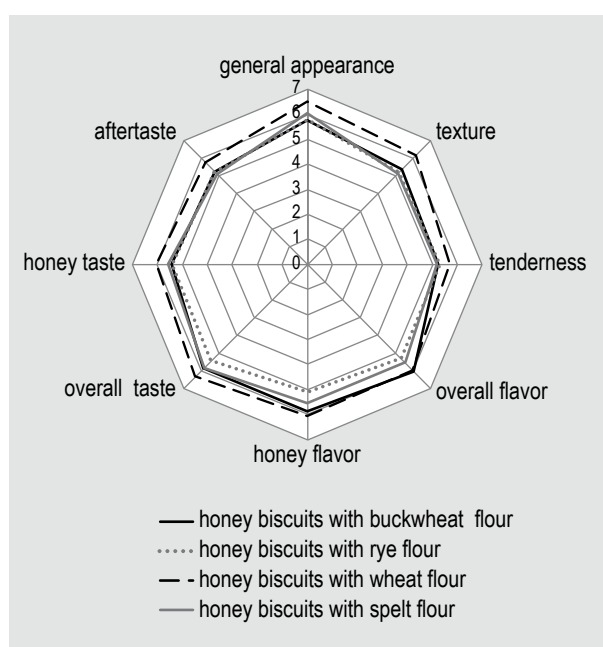 general appearance
7
6
5
4
3
2
1
0
aftertaste
texture
honey taste
tenderness
overall  taste
overall flavor
honey flavor
honey biscuits with buckwheat  flour
honey biscuits with rye flour
honey biscuits with wheat flour
honey biscuits with spelt flour